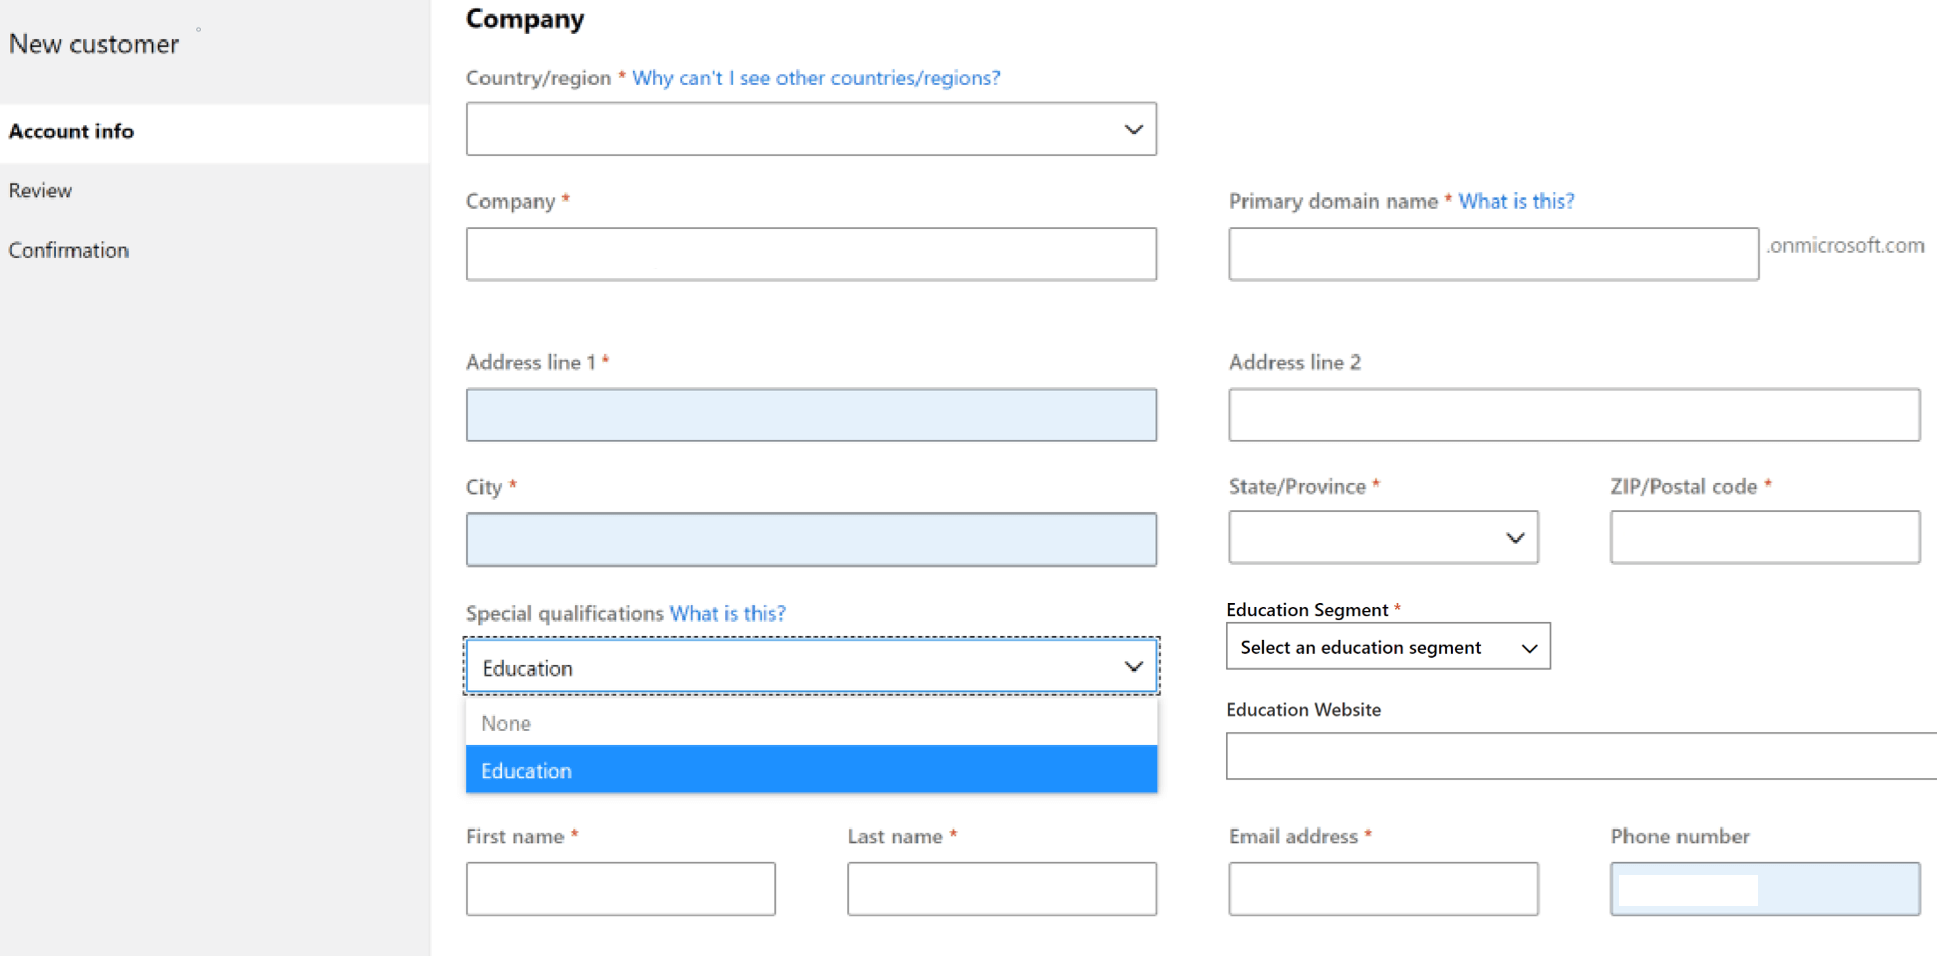 New customer
Account info
Review
Confirmation
Company
Country/region * Why can't I see other countries/regions?
Company *
Primary domain name * What is this?
.onmicrosoft.com
Address line 1 *
Address line 2
City *
State/Province *
ZIP/Postal code *
Special qualifications What is this?
Education
None
Education
Education Segment *
Select an education segment
Education Website
First name *
Last name *
Email address *
Phone number